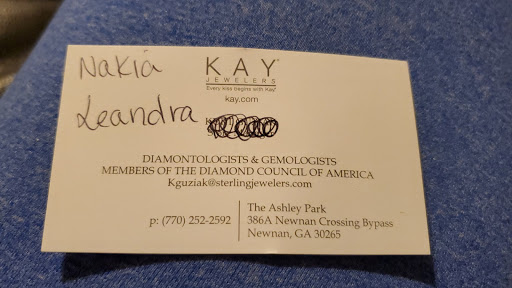 Nakia
Leandra
KAY
JEWELERS
Every kiss begins with Kay®
kay.com
DIAMONTOLOGISTS & GEMOLOGISTS
MEMBERS OF THE DIAMOND COUNCIL OF AMERICA
Kguziak@sterlingjewelers.com
p: (770) 252-2592
The Ashley Park
386A Newnan Crossing Bypass
Newnan, GA 30265